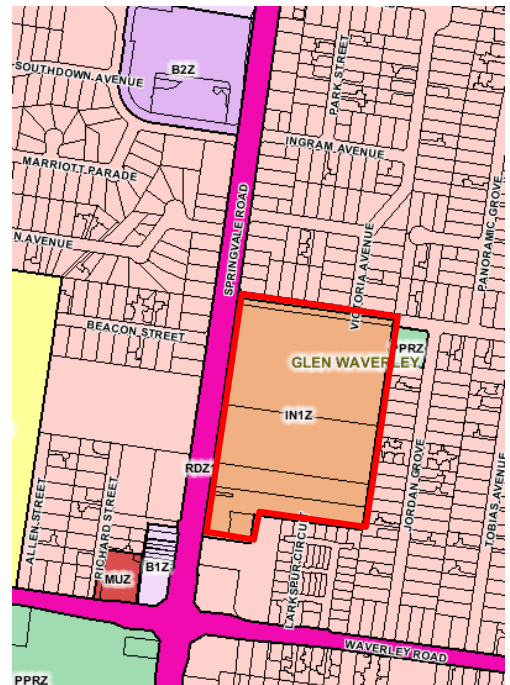 B2Z
SOUTHDOWN AVENUE
PARK STREET
INGRAM AVENUE
MARRIOTT PARADE
PANORAMIC GROVE
SPRINGVALE ROAD
N AVENUE
VICTORIA AVENUE
BEACON STREET
PPRZ
GLEN WAVERLEY
IN1Z
RDZ1
JORDAN GROVE
TOBIAS AVENUE
ALLEN STREET
RICHARD STREET
LARKSPUR CIRCUIT
B1Z
MUZ
WAVERLEY ROAD
PPRZ